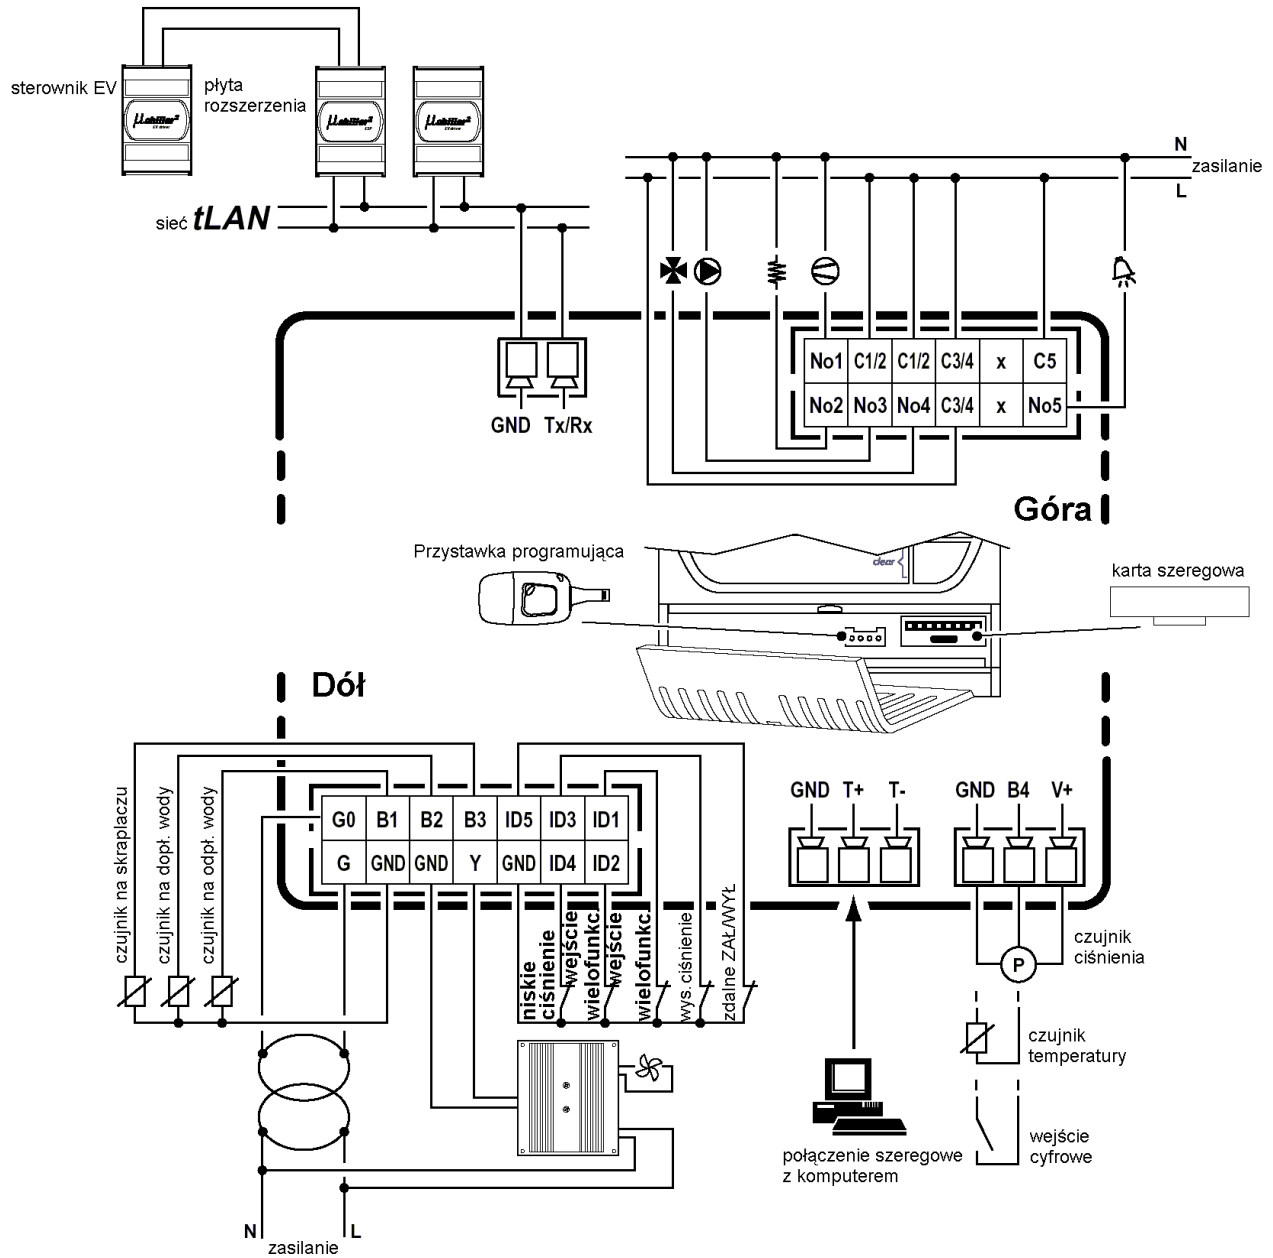 sterownik EV
płyta
rozszerzenia
µchiller²
µchiller²
µchiller²
sieć tLAN
N
zasilanie
L
No1 C1/2 C1/2 C3/4 x C5
No2 No3 No4 C3/4 x No5
GND Tx/Rx
Góra
Przystawka programująca
clear
karta szeregowa
Dół
czujnik na skraplaczu
czujnik na dopł. wody
czujnik na odpł. wody
G0 B1 B2 B3 ID5 ID3 ID1
G GND GND Y GND ID4 ID2
niskie
ciśnienie
wejście
wielofunkc.
wejście
wielofunkc.
wys. ciśnienie
zdalne ZAŁ/WYŁ
GND T+ T-
GND B4 V+
czujnik
ciśnienia
P
czujnik
temperatury
wejście
cyfrowe
połączenie szeregowe
z komputerem
N L
zasilanie